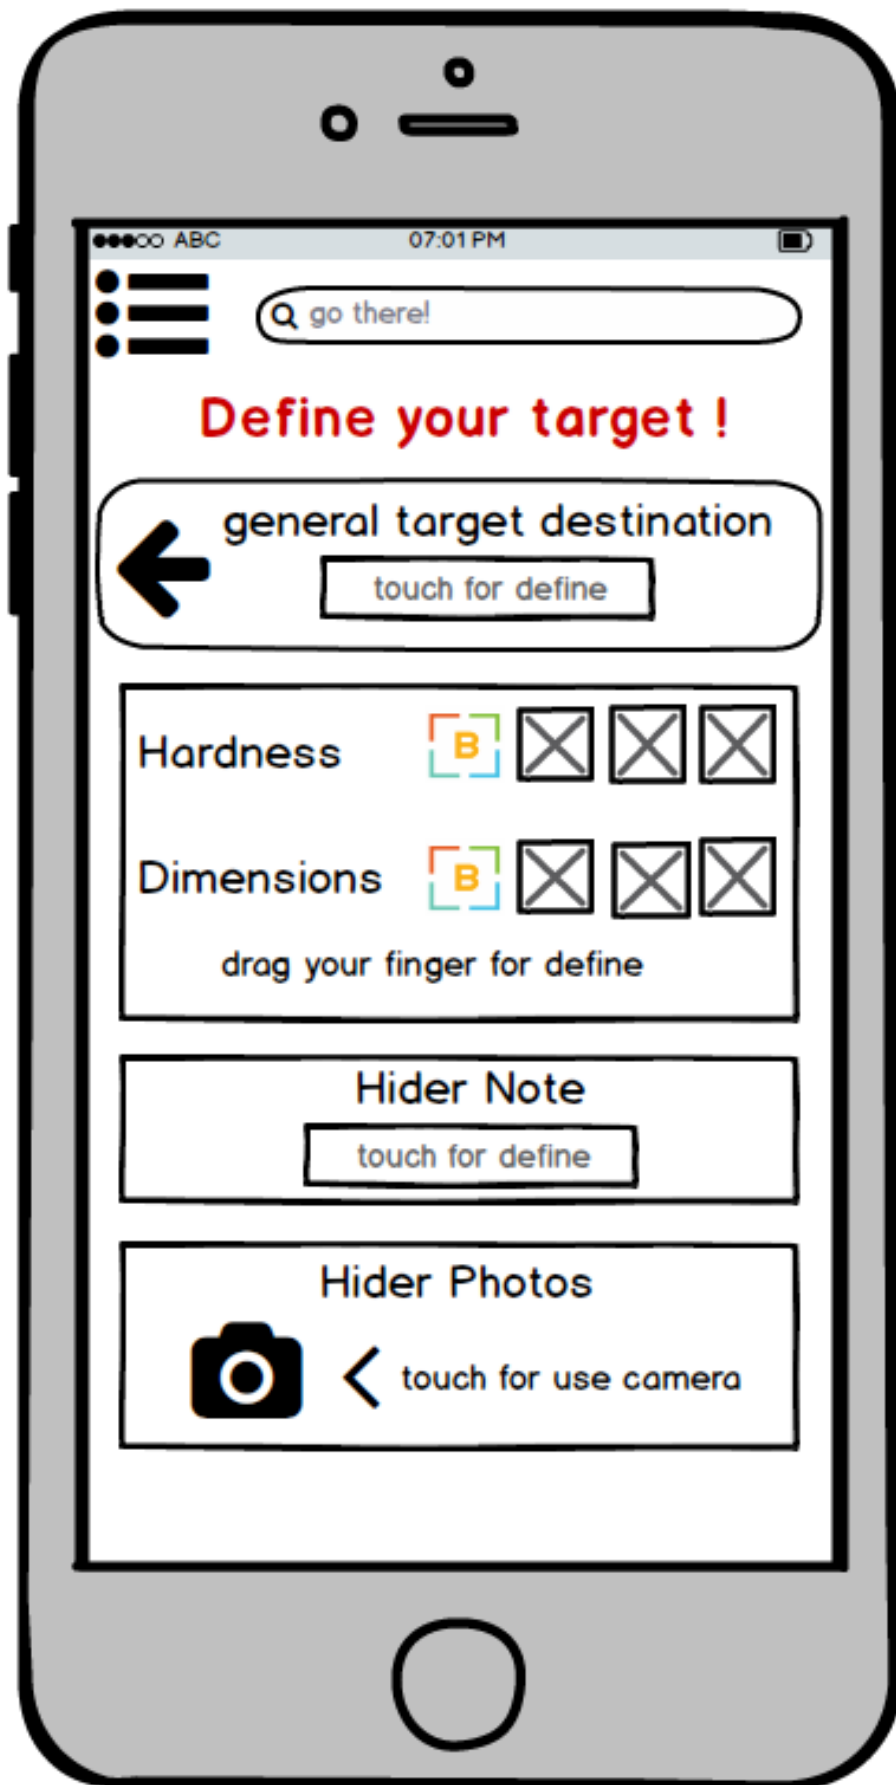 ABC 07:01 PM
go there!
Define your target !
general target destination
touch for define
Hardness B
Dimensions B
drag your finger for define
Hider Note
touch for define
Hider Photos
touch for use camera